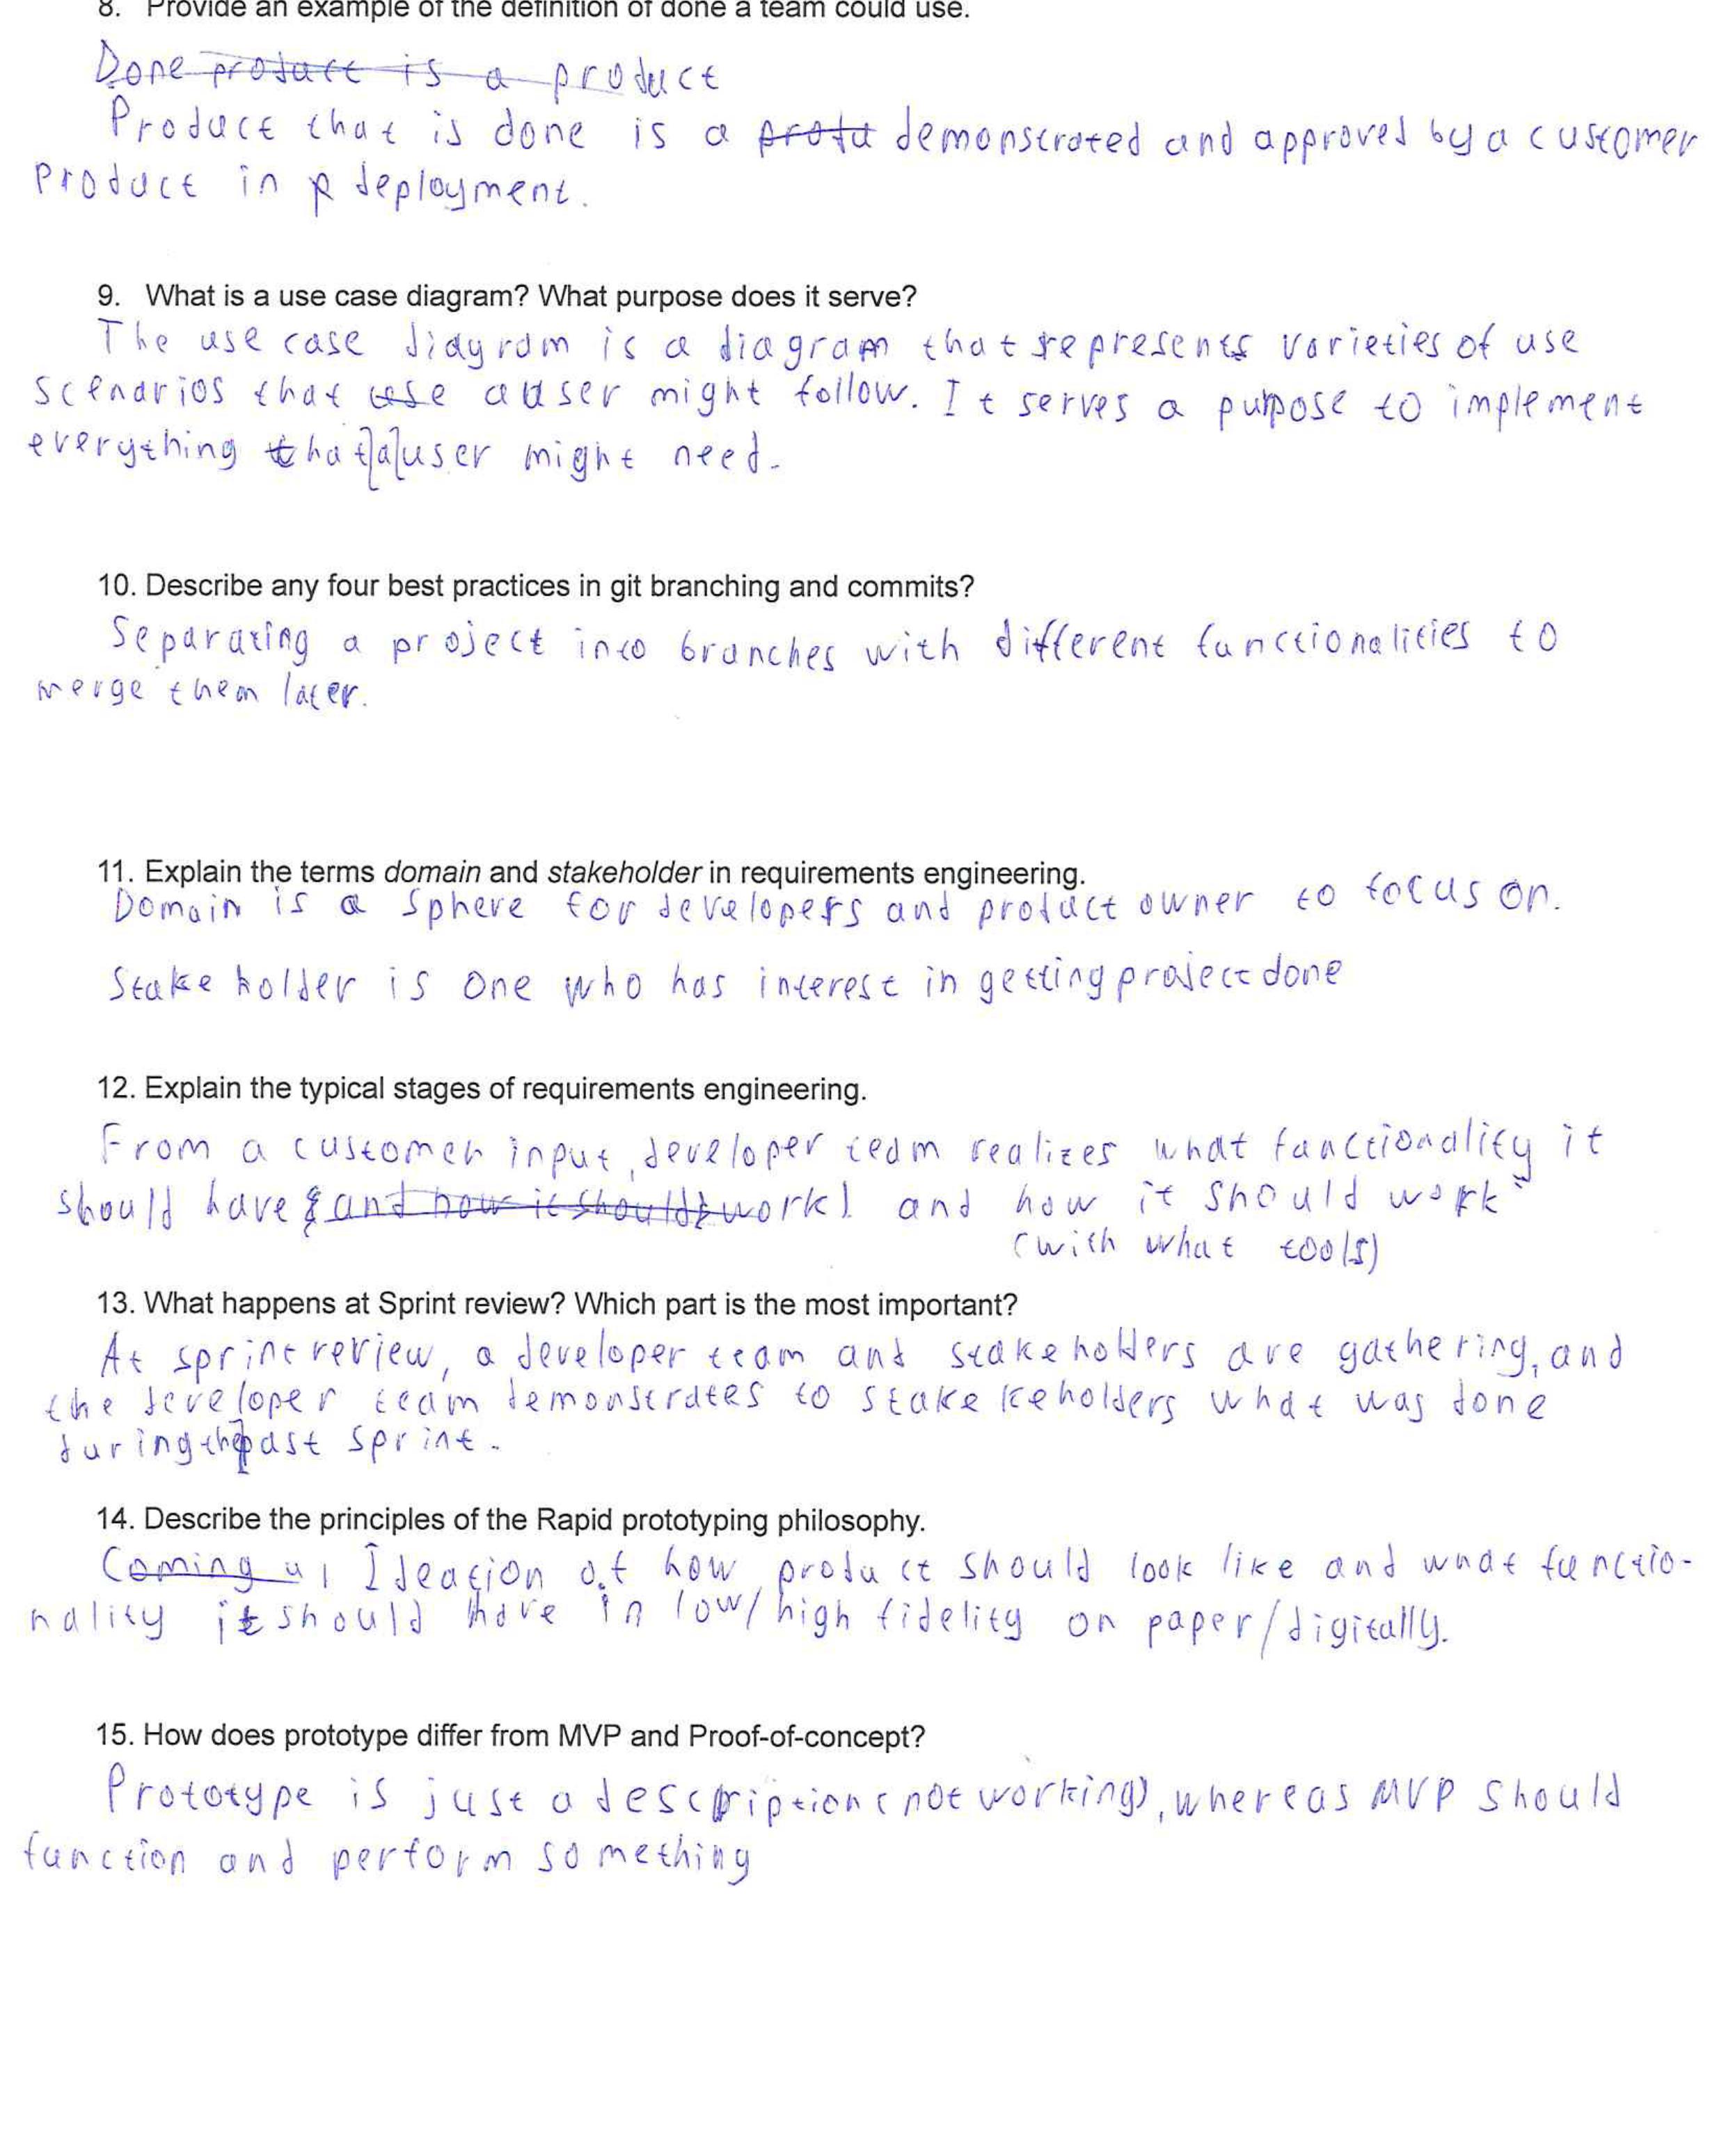 8. Provide an example of the definition of done a team could use.
Done product is a product
Product that is done is a produ demonstrated and approved by a customer
product in p deployment.
9. What is a use case diagram? What purpose does it serve?
The use case diagram is a diagram that represents varieties of use
scenarios that use a user might follow. It serves a purpose to implement
everything that a user might need.
10. Describe any four best practices in git branching and commits?
Separating a project into branches with different functionalities to
merge them later.
11. Explain the terms domain and stakeholder in requirements engineering.
Domain is a sphere for developers and product owner to focus on.
Stake holder is one who has interest in getting project done
12. Explain the typical stages of requirements engineering.
From a customer input, developer team realizes what functionality it
should have & and how it should work) and how it should work
(with what tools)
13. What happens at Sprint review? Which part is the most important?
At sprint review, a developer team and stakeholders are gathering, and
the developer team demonstrates to stake keholders what was done
during the past sprint.
14. Describe the principles of the Rapid prototyping philosophy.
Coming u Ideation of how product should look like and what functio-
nality it should have in low/high fidelity on paper/digitally.
15. How does prototype differ from MVP and Proof-of-concept?
Prototype is just a description (not working), whereas MVP should
function and perform something